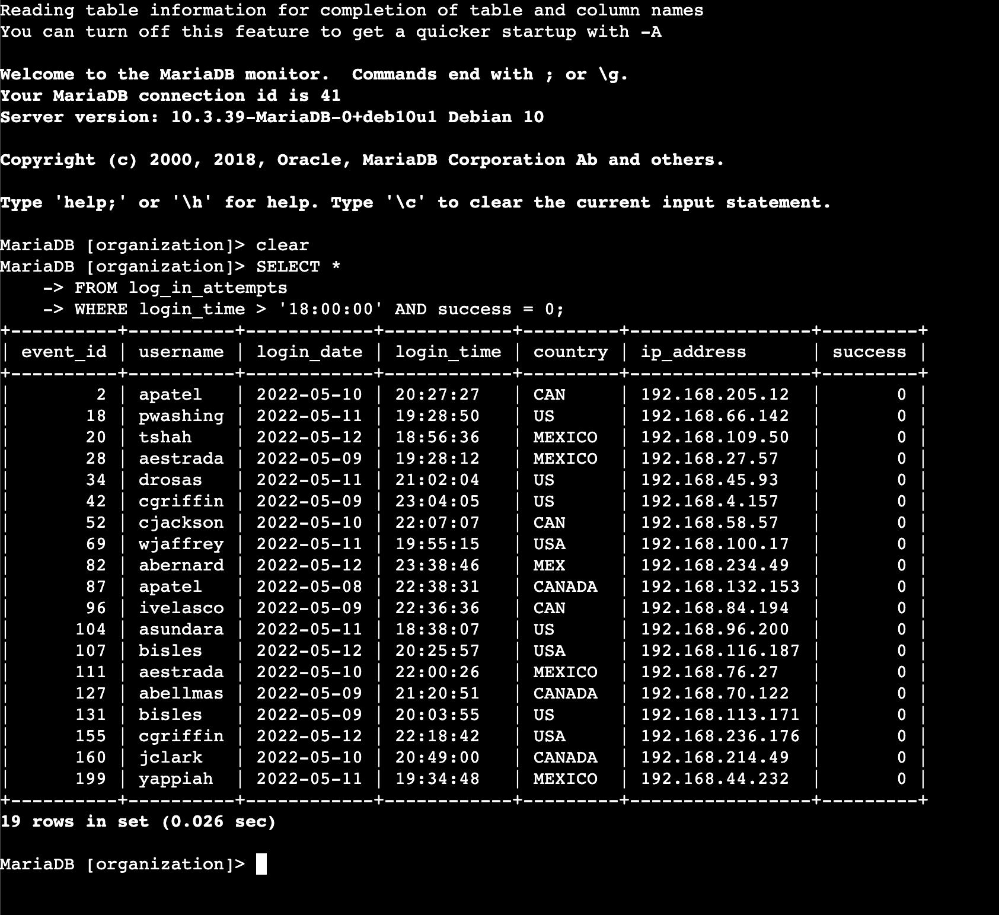 Reading table information for completion of table and column names
You can turn off this feature to get a quicker startup with -A

Welcome to the MariaDB monitor.  Commands end with ; or \g.
Your MariaDB connection id is 41
Server version: 10.3.39-MariaDB-0+deb10u1 Debian 10

Copyright (c) 2000, 2018, Oracle, MariaDB Corporation Ab and others.

Type 'help;' or '\h' for help. Type '\c' to clear the current input statement.

MariaDB [organization]> clear
MariaDB [organization]> SELECT *
    -> FROM log_in_attempts
    -> WHERE login_time > '18:00:00' AND success = 0;
+----------+----------+------------+------------+---------+-----------------+---------+
| event_id | username | login_date | login_time | country | ip_address      | success |
+----------+----------+------------+------------+---------+-----------------+---------+
|        2 | apatel   | 2022-05-10 | 20:27:27   | CAN     | 192.168.205.12  |       0 |
|       18 | pwashing | 2022-05-11 | 19:28:50   | US      | 192.168.66.142  |       0 |
|       20 | tshah    | 2022-05-12 | 18:56:36   | MEXICO  | 192.168.109.50  |       0 |
|       28 | aestrada | 2022-05-09 | 19:28:12   | MEXICO  | 192.168.27.57   |       0 |
|       34 | drosas   | 2022-05-11 | 21:02:04   | US      | 192.168.45.93   |       0 |
|       42 | cgriffin | 2022-05-09 | 23:04:05   | US      | 192.168.4.157   |       0 |
|       52 | cjackson | 2022-05-10 | 22:07:07   | CAN     | 192.168.58.57   |       0 |
|       69 | wjaffrey | 2022-05-11 | 19:55:15   | USA     | 192.168.100.17  |       0 |
|       82 | abernard | 2022-05-12 | 23:38:46   | MEX     | 192.168.234.49  |       0 |
|       87 | apatel   | 2022-05-08 | 22:38:31   | CANADA  | 192.168.132.153 |       0 |
|       96 | ivelasco | 2022-05-09 | 22:36:36   | CAN     | 192.168.84.194  |       0 |
|      104 | asundara | 2022-05-11 | 18:38:07   | US      | 192.168.96.200  |       0 |
|      107 | bisles   | 2022-05-12 | 20:25:57   | USA     | 192.168.116.187 |       0 |
|      111 | aestrada | 2022-05-10 | 22:00:26   | MEXICO  | 192.168.76.27   |       0 |
|      127 | abellmas | 2022-05-09 | 21:20:51   | CANADA  | 192.168.70.122  |       0 |
|      131 | bisles   | 2022-05-09 | 20:03:55   | US      | 192.168.113.171 |       0 |
|      155 | cgriffin | 2022-05-12 | 22:18:42   | USA     | 192.168.236.176 |       0 |
|      160 | jclark   | 2022-05-10 | 20:49:00   | CANADA  | 192.168.214.49  |       0 |
|      199 | yappiah  | 2022-05-11 | 19:34:48   | MEXICO  | 192.168.44.232  |       0 |
+----------+----------+------------+------------+---------+-----------------+---------+
19 rows in set (0.026 sec)

MariaDB [organization]>